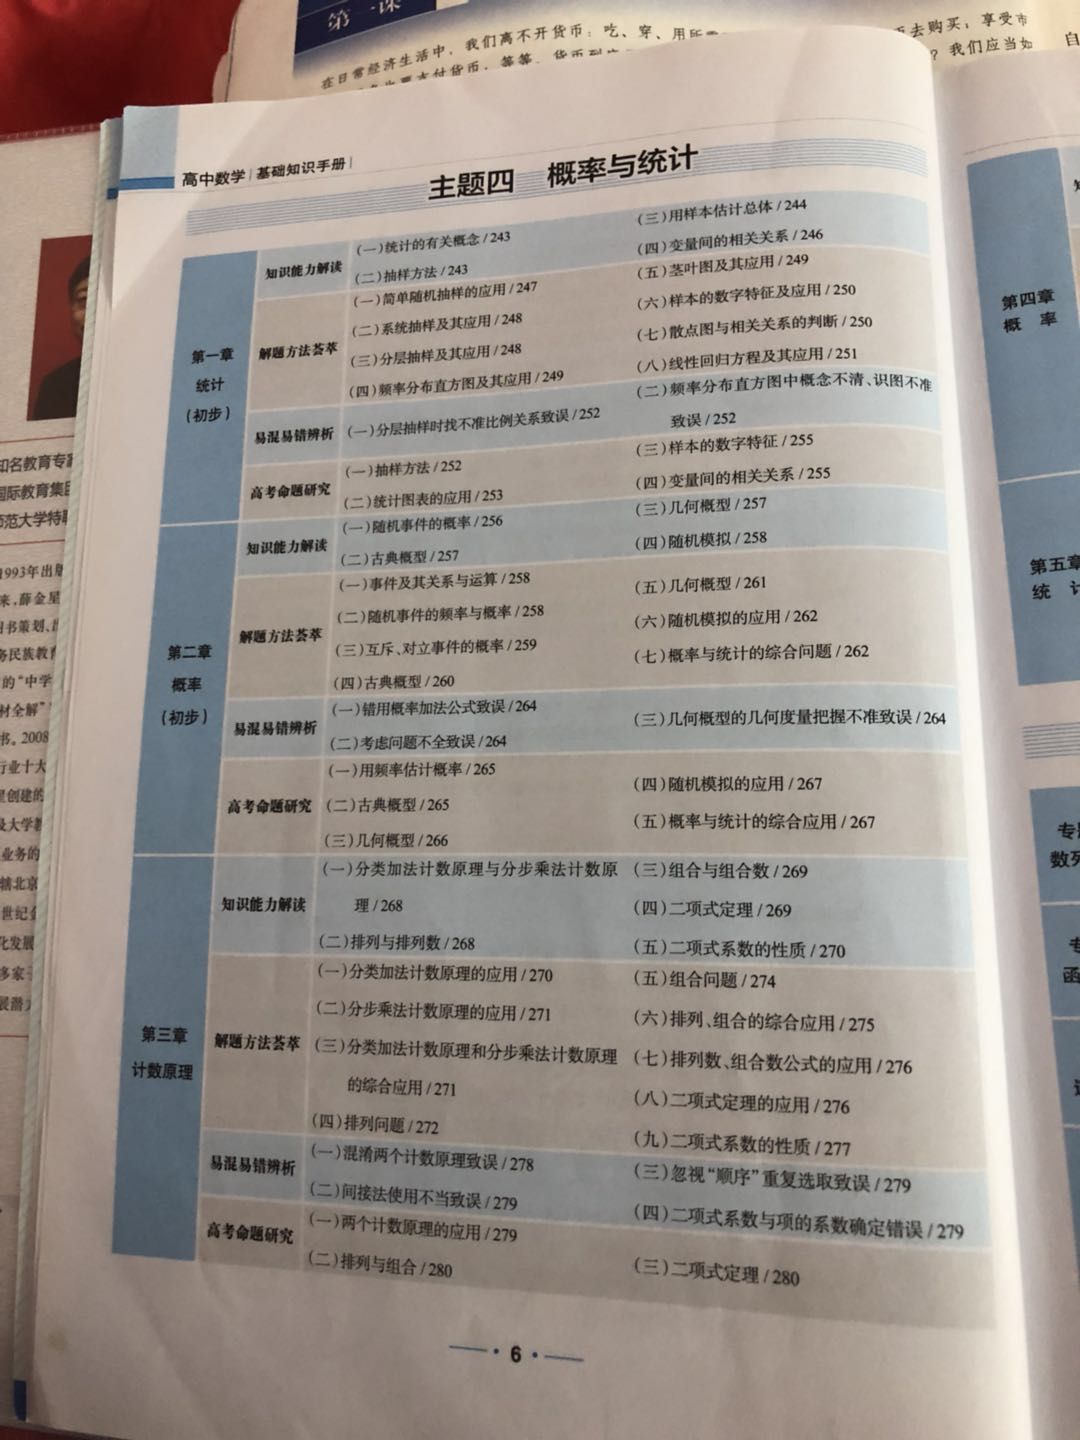 第一课
在日常经济生活中，我们离不开货币：吃、穿、用所需
去购买；享受市
？我们应当如
自
高中数学 | 基础知识手册 |
主题四 概率与统计
第一章
统计
(初步)
知识能力解读
(一)统计的有关概念/243
(二)抽样方法/243
(三)用样本估计总体/244
(四)变量间的相关关系/246
解题方法荟萃
(一)简单随机抽样的应用/247
(二)系统抽样及其应用/248
(三)分层抽样及其应用/248
(四)频率分布直方图及其应用/249
(五)茎叶图及其应用/249
(六)样本的数字特征及应用/250
(七)散点图与相关关系的判断/250
(八)线性回归方程及其应用/251
易混易错辨析
(一)分层抽样时找不准比例关系致误/252
(二)频率分布直方图中概念不清、识图不准
致误/252
高考命题研究
(一)抽样方法/252
(二)统计图表的应用/253
(三)样本的数字特征/255
(四)变量间的相关关系/255
第二章
概率
(初步)
知识能力解读
(一)随机事件的概率/256
(二)古典概型/257
(三)几何概型/257
(四)随机模拟/258
解题方法荟萃
(一)事件及其关系与运算/258
(二)随机事件的频率与概率/258
(三)互斥、对立事件的概率/259
(四)古典概型/260
(五)几何概型/261
(六)随机模拟的应用/262
(七)概率与统计的综合问题/262
易混易错辨析
(一)错用概率加法公式致误/264
(二)考虑问题不全致误/264
(三)几何概型的几何度量把握不准致误/264
高考命题研究
(一)用频率估计概率/265
(二)古典概型/265
(三)几何概型/266
(四)随机模拟的应用/267
(五)概率与统计的综合应用/267
第三章
计数原理
知识能力解读
(一)分类加法计数原理与分步乘法计数原
理/268
(二)排列与排列数/268
(三)组合与组合数/269
(四)二项式定理/269
(五)二项式系数的性质/270
解题方法荟萃
(一)分类加法计数原理的应用/270
(二)分步乘法计数原理的应用/271
(三)分类加法计数原理和分步乘法计数原理
的综合应用/271
(四)排列问题/272
(五)组合问题/274
(六)排列、组合的综合应用/275
(七)排列数、组合数公式的应用/276
(八)二项式定理的应用/276
(九)二项式系数的性质/277
易混易错辨析
(一)混淆两个计数原理致误/278
(二)间接法使用不当致误/279
(三)忽视“顺序”重复选取致误/279
(四)二项式系数与项的系数确定错误/279
高考命题研究
(一)两个计数原理的应用/279
(二)排列与组合/280
(三)二项式定理/280
6
知名教育专家
国际教育集团
师范大学特聘
1993年出版
来，薛金星
图书策划、出
务民族教育
的“中学
材全解”
书。2008
行业十大
星创建的
及大学教
业务的
辖北京
世纪金
化发展
多家
展潜
第四章
概 率
第五章
统 计
专题
数列
专
函